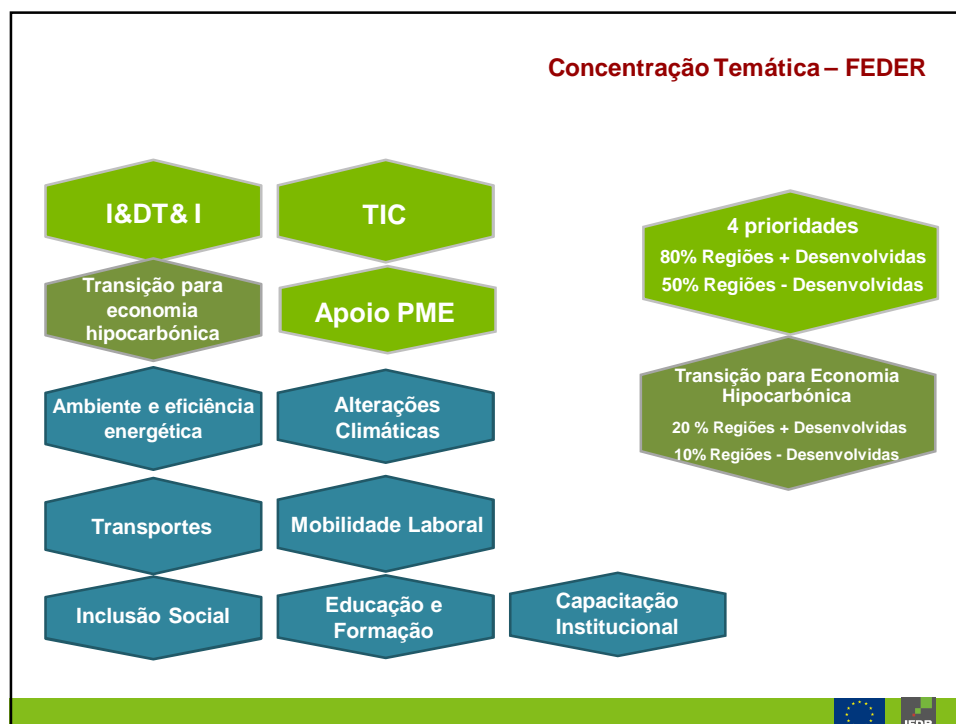 Concentração Temática – FEDER
I&DT& I
TIC
Transição para
economia
hipocarbónica
Apoio PME
Ambiente e eficiência
energética
Alterações
Climáticas
Transportes
Mobilidade Laboral
Inclusão Social
Educação e
Formação
Capacitação
Institucional
4 prioridades
80% Regiões + Desenvolvidas
50% Regiões - Desenvolvidas
Transição para Economia
Hipocarbónica
20 % Regiões + Desenvolvidas
10% Regiões - Desenvolvidas
IFDR